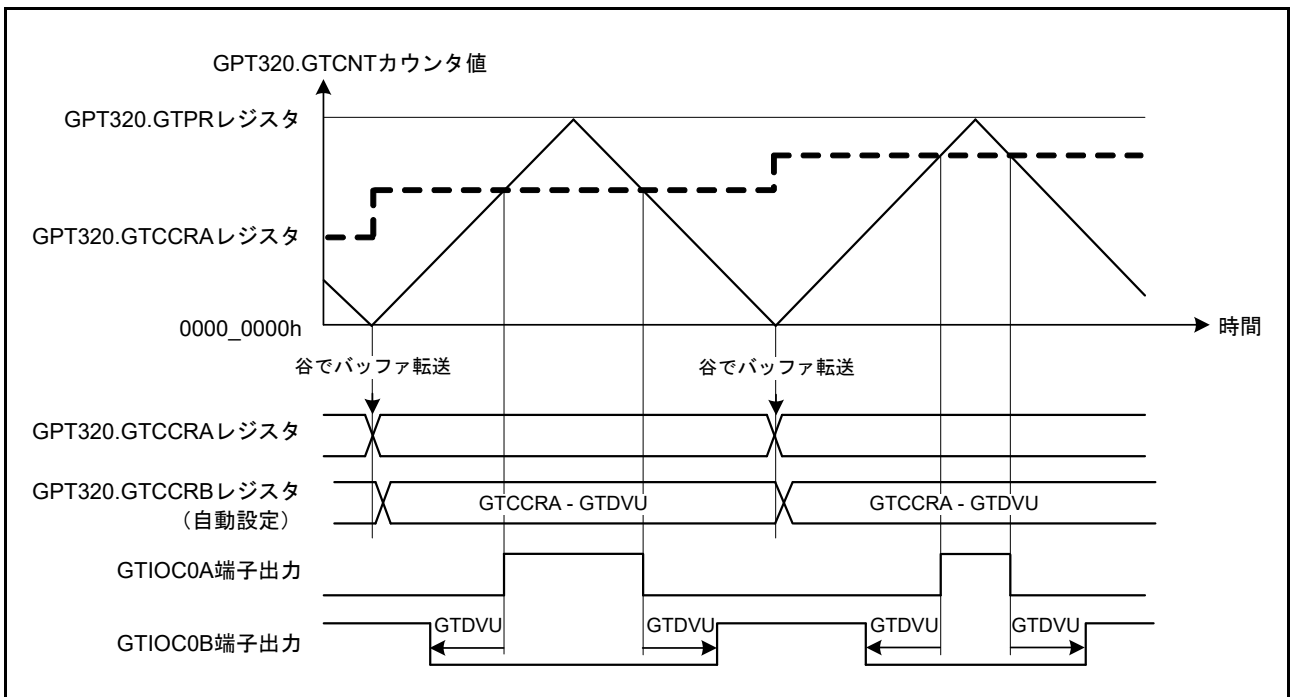 GPT320.GTCNTカウンタ値
GPT320.GTPRレジスタ
GPT320.GTCCRAレジスタ
0000_0000h
時間
谷でバッファ転送
谷でバッファ転送
GPT320.GTCCRAレジスタ
GPT320.GTCCRBレジスタ
（自動設定）
GTCCRA - GTDVU
GTCCRA - GTDVU
GTIOC0A端子出力
GTDVU
GTDVU
GTDVU
GTDVU
GTIOC0B端子出力